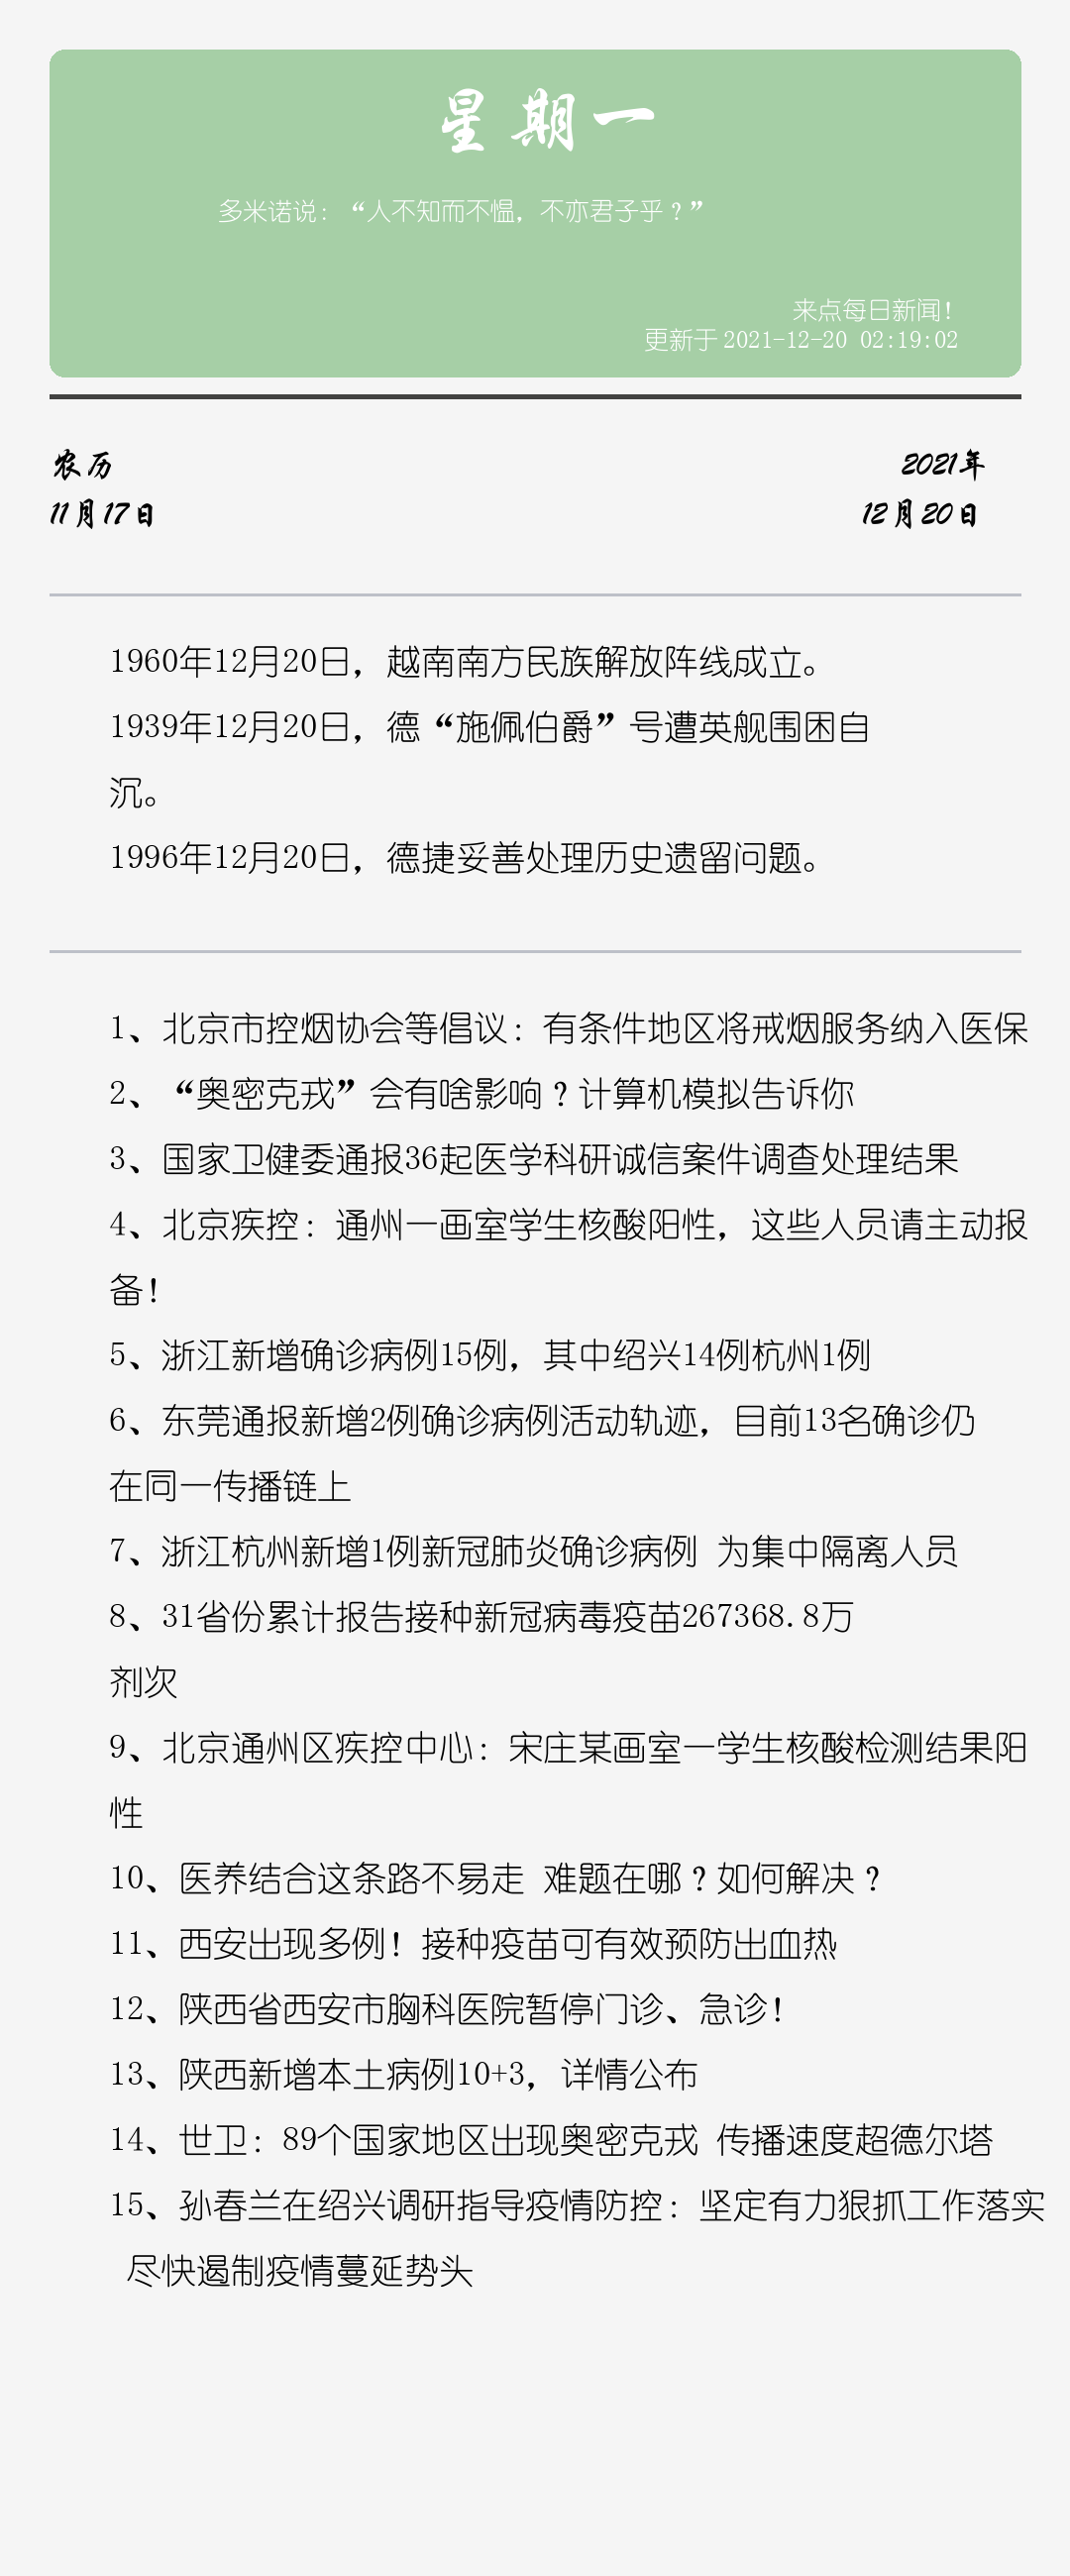 星期一
多米诺说：“人不知而不愠，不亦君子乎？”
来点每日新闻！
更新于 2021-12-20 02:19:02
农历
2021年
11月17日
12月20日
1960年12月20日，越南南方民族解放阵线成立。
1939年12月20日，德“施佩伯爵”号遭英舰围困自
沉。
1996年12月20日，德捷妥善处理历史遗留问题。
1、北京市控烟协会等倡议：有条件地区将戒烟服务纳入医保
2、“奥密克戎”会有啥影响？计算机模拟告诉你
3、国家卫健委通报36起医学科研诚信案件调查处理结果
4、北京疾控：通州一画室学生核酸阳性，这些人员请主动报
备！
5、浙江新增确诊病例15例，其中绍兴14例杭州1例
6、东莞通报新增2例确诊病例活动轨迹，目前13名确诊仍
在同一传播链上
7、浙江杭州新增1例新冠肺炎确诊病例 为集中隔离人员
8、31省份累计报告接种新冠病毒疫苗267368.8万
剂次
9、北京通州区疾控中心：宋庄某画室一学生核酸检测结果阳
性
10、医养结合这条路不易走 难题在哪？如何解决？
11、西安出现多例！接种疫苗可有效预防出血热
12、陕西省西安市胸科医院暂停门诊、急诊！
13、陕西新增本土病例10+3，详情公布
14、世卫：89个国家地区出现奥密克戎 传播速度超德尔塔
15、孙春兰在绍兴调研指导疫情防控：坚定有力狠抓工作落实
尽快遏制疫情蔓延势头